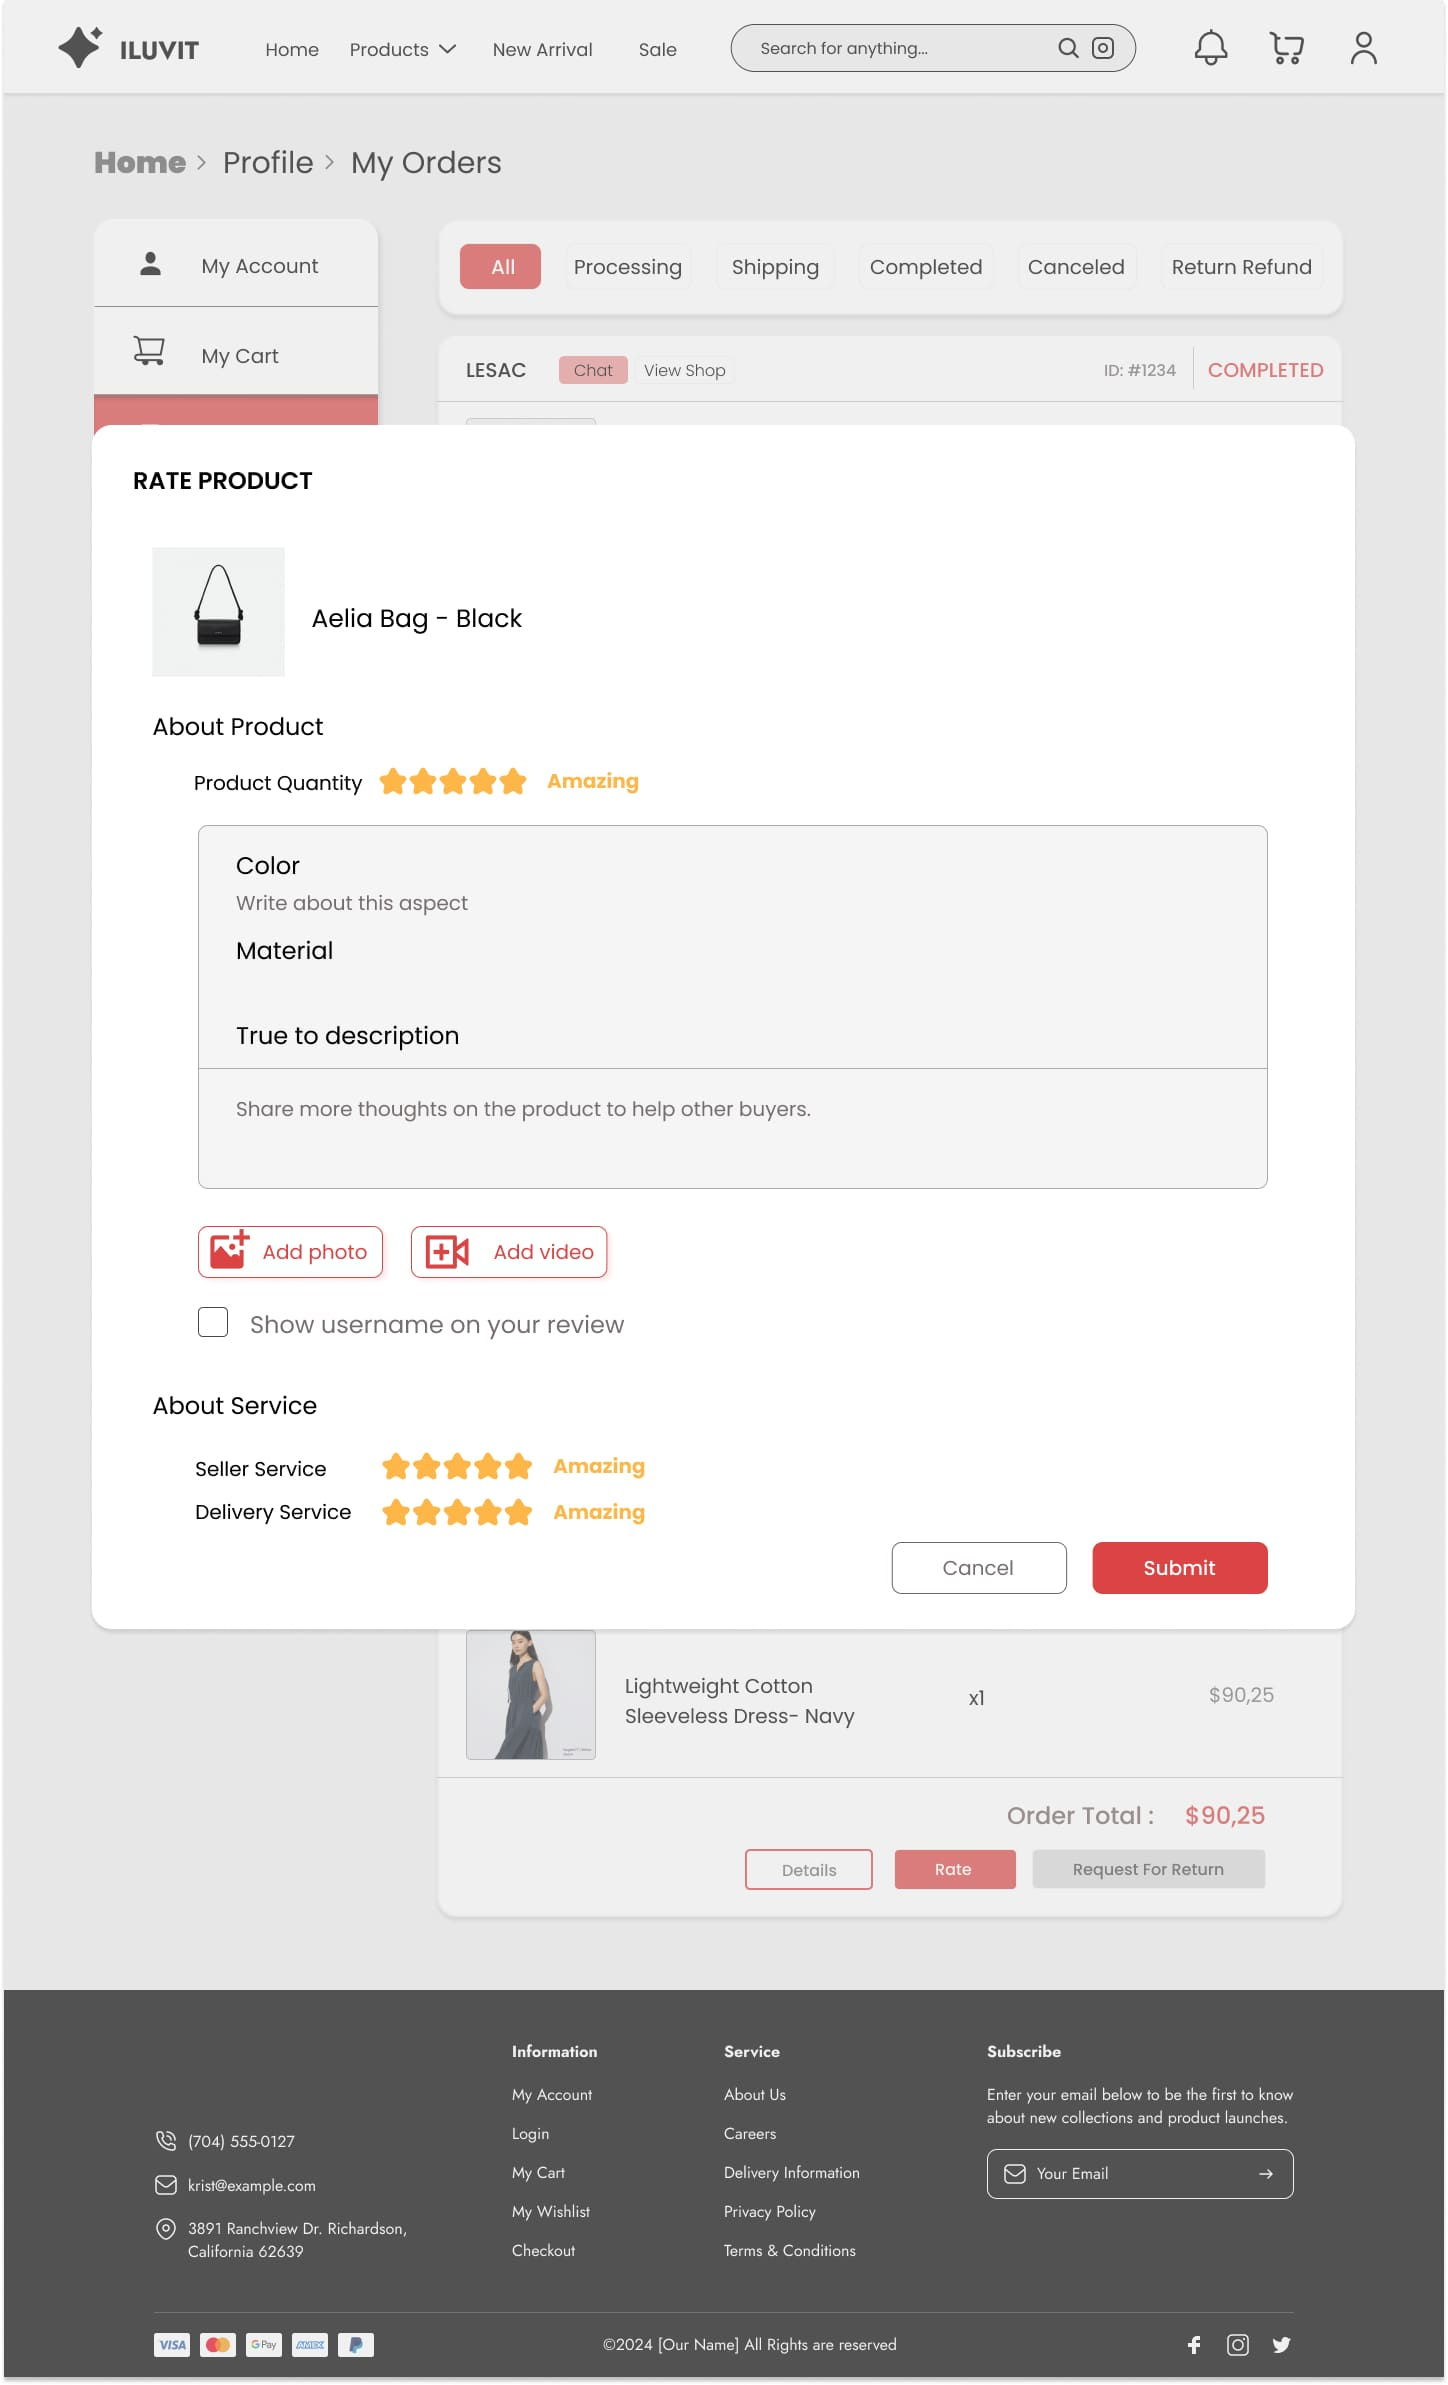 ILUVIT
Home Products New Arrival Sale
Search for anything...
Home > Profile > My Orders
My Account
My Cart
All Processing Shipping Completed Canceled Return Refund
LESAC Chat View Shop ID: #1234 COMPLETED
RATE PRODUCT
Aelia Bag - Black
About Product
Product Quantity Amazing
Color
Write about this aspect
Material
True to description
Share more thoughts on the product to help other buyers.
Add photo Add video
Show username on your review
About Service
Seller Service Amazing
Delivery Service Amazing
Cancel Submit
Lightweight Cotton
Sleeveless Dress- Navy
x1
$90,25
Order Total : $90,25
Details Rate Request For Return
(704) 555-0127
krist@example.com
3891 Ranchview Dr. Richardson,
California 62639
Information
My Account
Login
My Cart
My Wishlist
Checkout
Service
About Us
Careers
Delivery Information
Privacy Policy
Terms & Conditions
Subscribe
Enter your email below to be the first to know
about new collections and product launches.
Your Email
VISA G Pay AMEX
©2024 [Our Name] All Rights are reserved